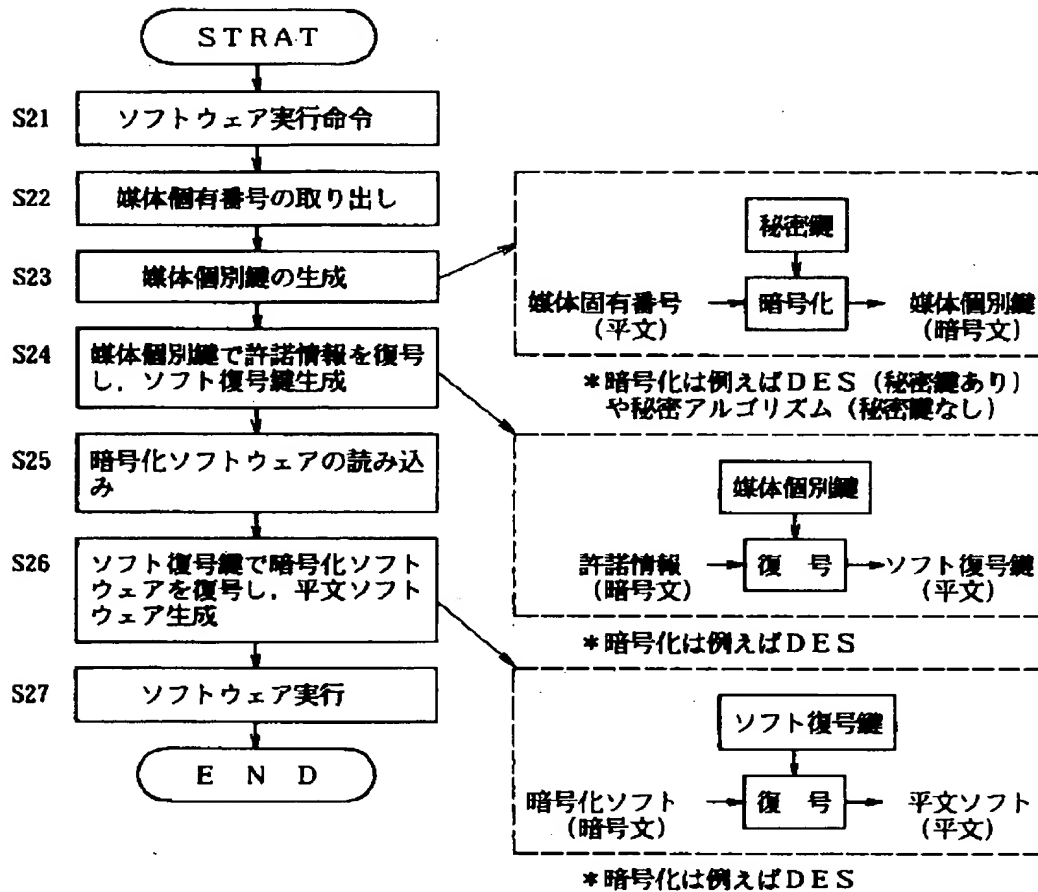 STRAT
S21 ソフトウェア実行命令
S22 媒体個有番号の取り出し
S23 媒体個別鍵の生成
S24 媒体個別鍵で許諾情報を復号
し，ソフト復号鍵生成
S25 暗号化ソフトウェアの読み込
み
S26 ソフト復号鍵で暗号化ソフト
ウェアを復号し，平文ソフト
ウェア生成
S27 ソフトウェア実行
END
秘密鍵
媒体固有番号 暗号化 媒体個別鍵
(平文) (暗号文)
*暗号化は例えばDES (秘密鍵あり)
や秘密アルゴリズム (秘密鍵なし)
媒体個別鍵
許諾情報 復号 ソフト復号鍵
(暗号文) (平文)
*暗号化は例えばDES
ソフト復号鍵
暗号化ソフト 復号 平文ソフト
(暗号文) (平文)
*暗号化は例えばDES